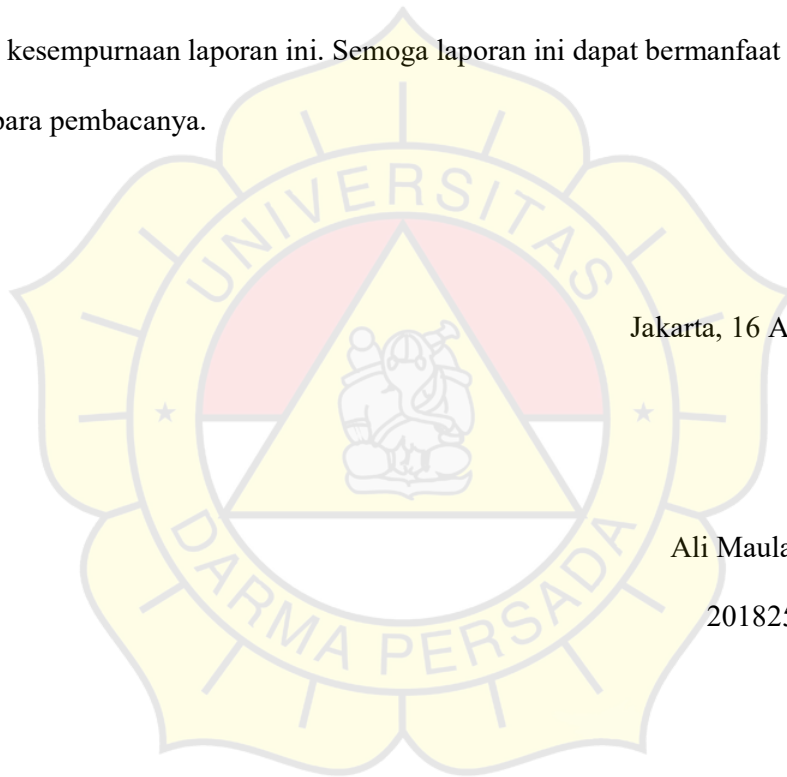 kesempurnaan laporan ini. Semoga laporan ini dapat bermanfaat
para pembacanya.
UNIVERSITAS
Jakarta, 16 A
Ali Maula
201825
DARMA PERSADA